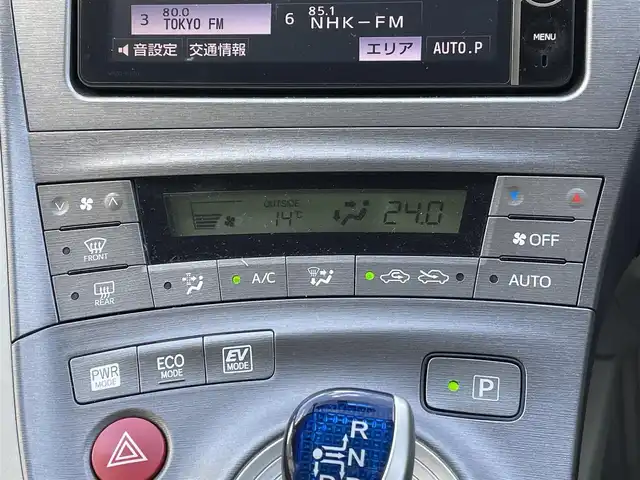 3 80.0 TOKYO FM
6 85.1 NHK-FM
MENU
音設定 交通情報 エリア AUTO.P
OUTSIDE
14℃ 24.0
OFF
FRONT
REAR
A/C
AUTO
PWR MODE
ECO MODE
EV MODE
P
R
N